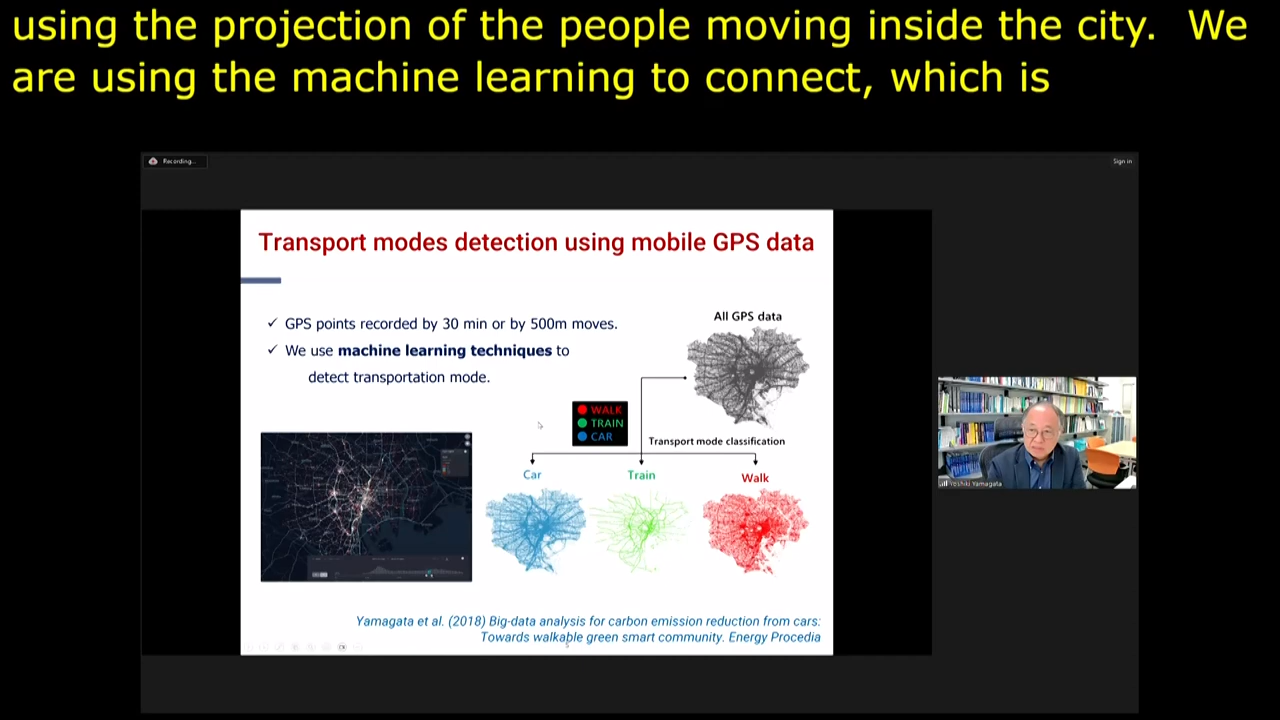 using the projection of the people moving inside the city. We
are using the machine learning to connect, which is
Recording...
Sign in
Transport modes detection using mobile GPS data
✓ GPS points recorded by 30 min or by 500m moves.
✓ We use machine learning techniques to
detect transportation mode.
All GPS data
WALK
TRAIN
CAR
Transport mode classification
Car
Train
Walk
Yoshiki Yamagata
Yamagata et al. (2018) Big-data analysis for carbon emission reduction from cars:
Towards walkable green smart community. Energy Procedia